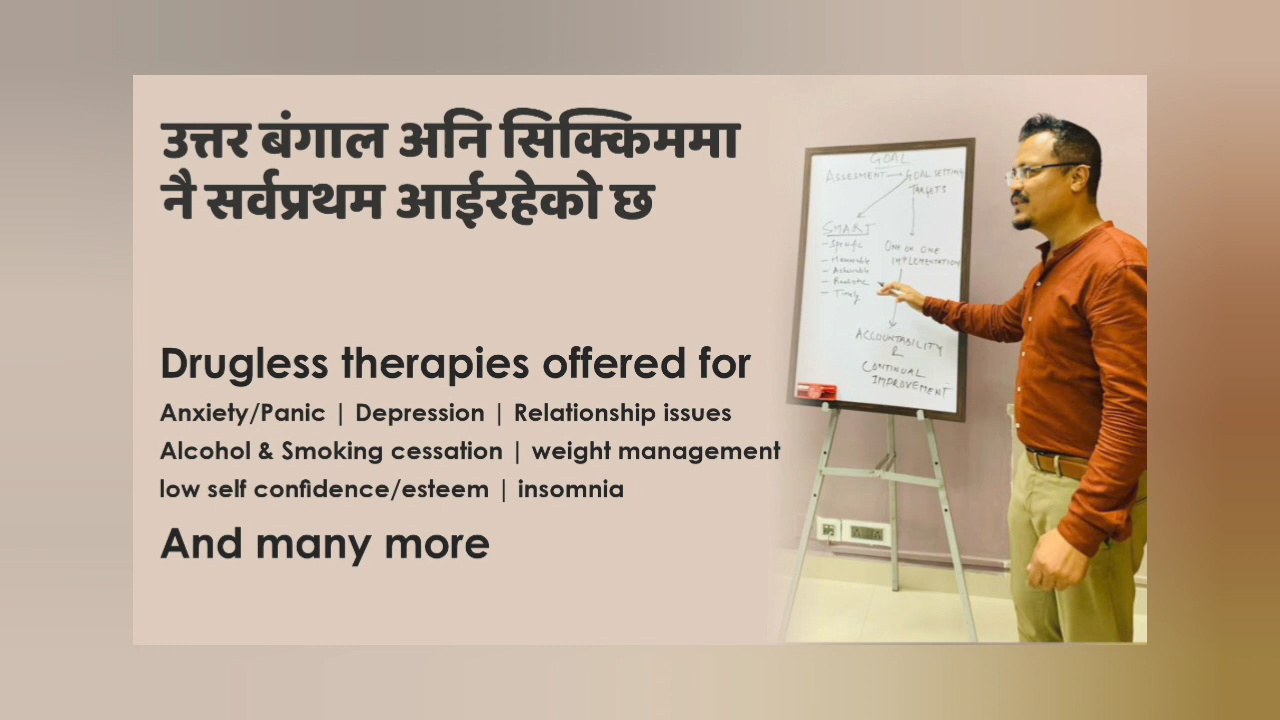 उत्तर बंगाल अनि सिक्किममा
नै सर्वप्रथम आईरहेको छ
Drugless therapies offered for
Anxiety/Panic | Depression | Relationship issues
Alcohol & Smoking cessation | weight management
low self confidence/esteem | insomnia
And many more
GOAL
ASSESMENT → GOAL SETTING
TARGETS
SMART
- Specific
- Measurable
- Achievable
- Realistic
- Timely
ONE ON ONE
IMPLEMENTATION
ACCOUNTABILITY
&
CONTINUAL
IMPROVEMENT